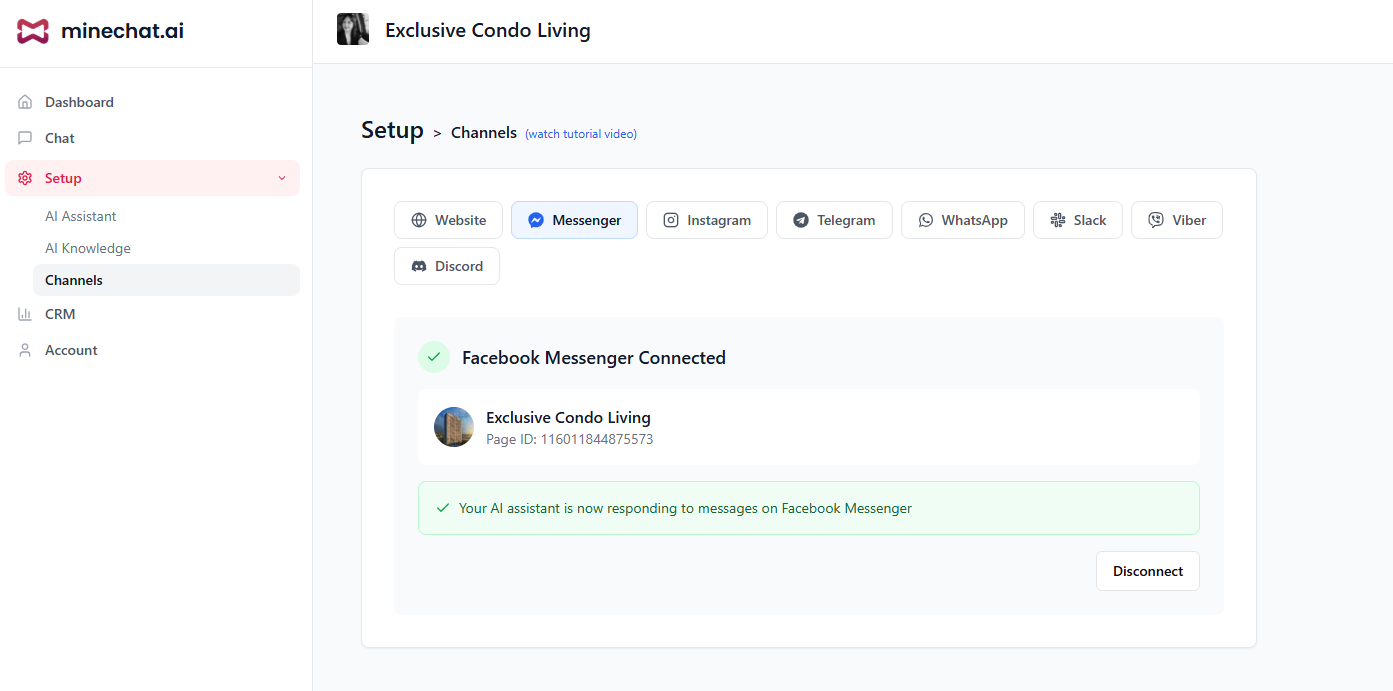 minechat.ai
Exclusive Condo Living
Dashboard
Chat
Setup
AI Assistant
AI Knowledge
Channels
CRM
Account
Setup > Channels (watch tutorial video)
Website Messenger Instagram Telegram WhatsApp Slack Viber
Discord
Facebook Messenger Connected
Exclusive Condo Living
Page ID: 116011844875573
Your AI assistant is now responding to messages on Facebook Messenger
Disconnect